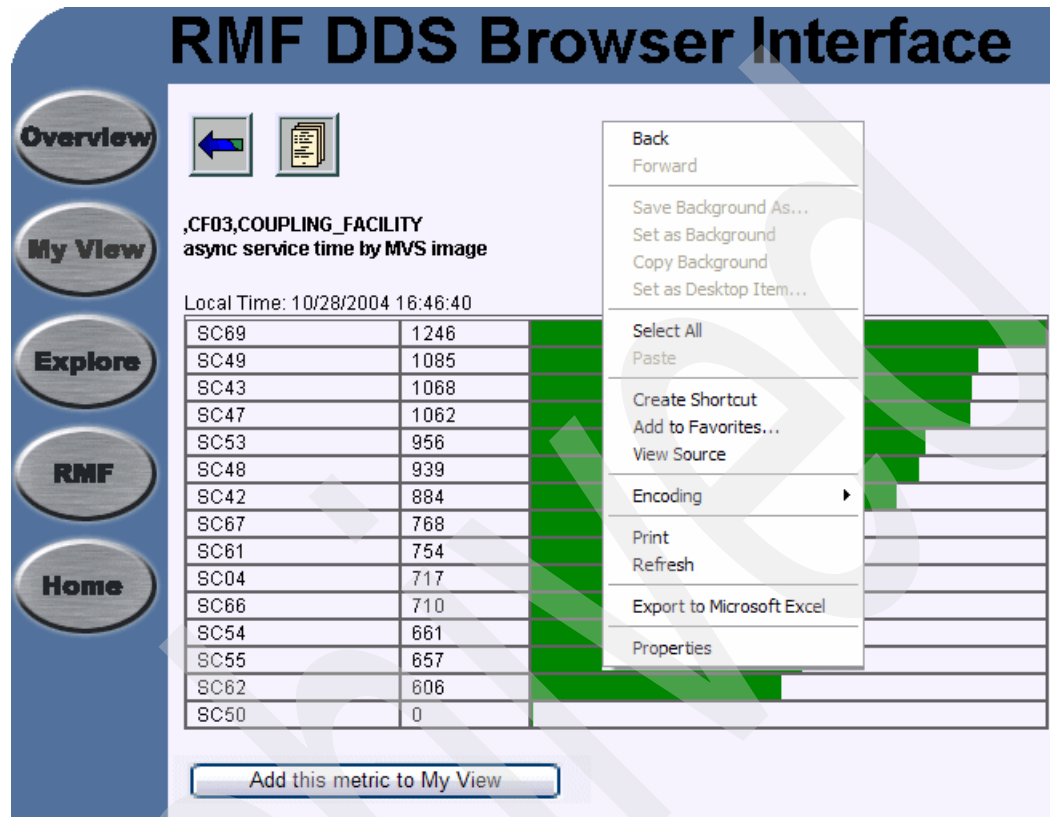 RMF DDS Browser Interface
Overview
My View
Explore
RMF
Home
,CF03,COUPLING_FACILITY
async service time by MVS image
Local Time: 10/28/2004 16:46:40
SC69 1246
SC49 1085
SC43 1068
SC47 1062
SC53 956
SC48 939
SC42 884
SC67 768
SC61 754
SC04 717
SC66 710
SC54 661
SC55 657
SC62 606
SC50 0
Back
Forward
Save Background As...
Set as Background
Copy Background
Set as Desktop Item...
Select All
Paste
Create Shortcut
Add to Favorites...
View Source
Encoding
Print
Refresh
Export to Microsoft Excel
Properties
Add this metric to My View